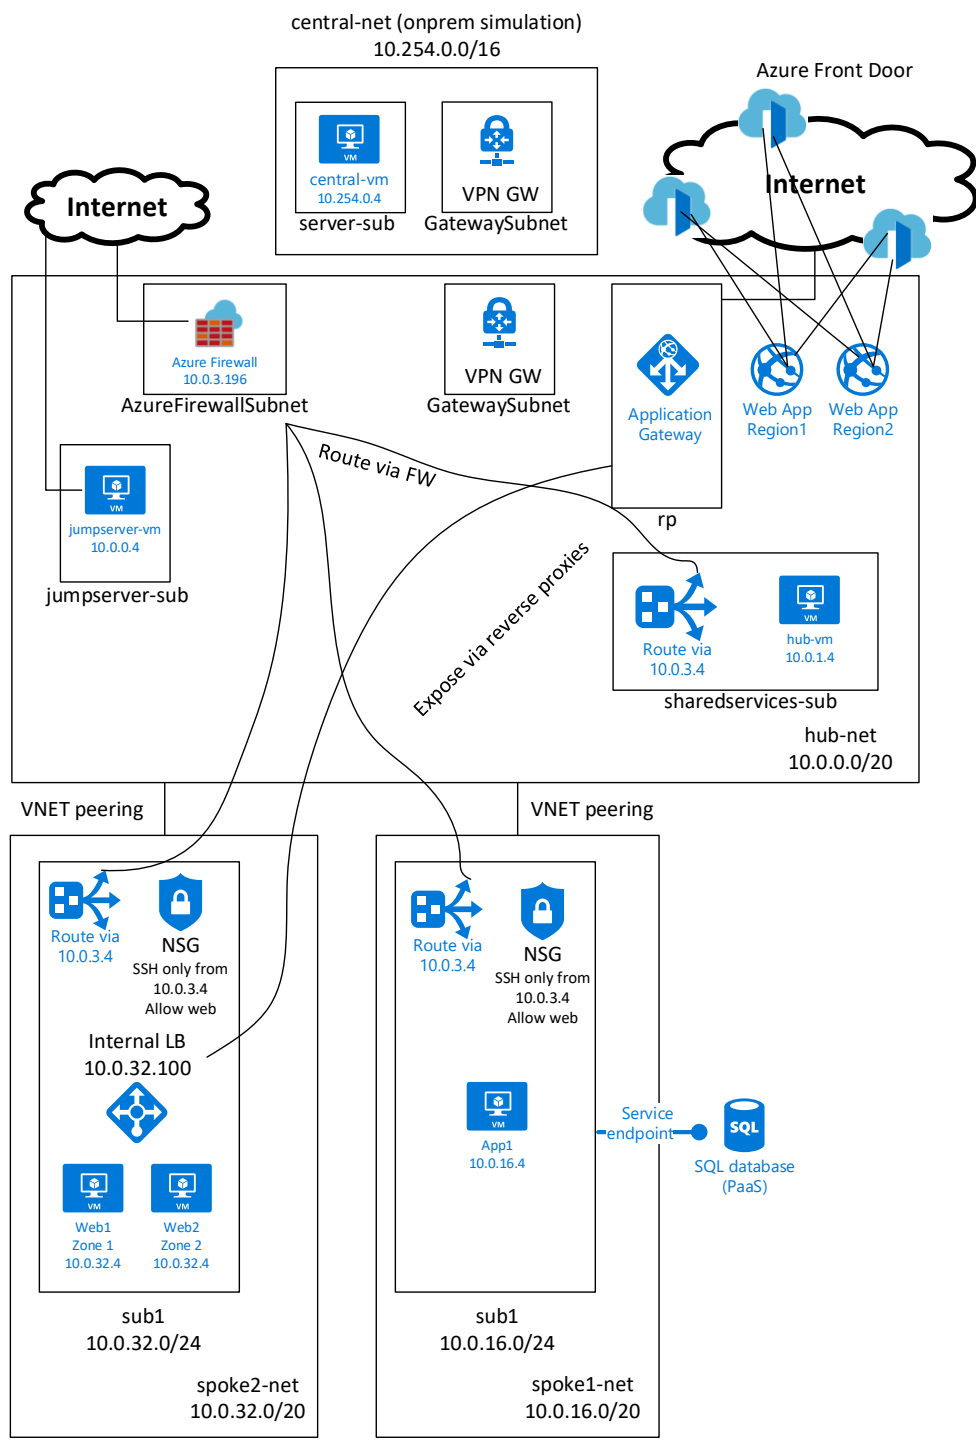 central-net (onprem simulation)
10.254.0.0/16
Azure Front Door
VM
central-vm
10.254.0.4
server-sub
VPN GW
GatewaySubnet
Internet
Internet
Azure Firewall
10.0.3.196
AzureFirewallSubnet
VPN GW
GatewaySubnet
Application
Gateway
rp
Web App
Region1
Web App
Region2
Route via FW
VM
jumpserver-vm
10.0.0.4
jumpserver-sub
Expose via reverse proxies
Route via
10.0.3.4
VM
hub-vm
10.0.1.4
sharedservices-sub
hub-net
10.0.0.0/20
VNET peering
VNET peering
Route via
10.0.3.4
NSG
SSH only from
10.0.3.4
Allow web
Internal LB
10.0.32.100
VM
Web1
Zone 1
10.0.32.4
VM
Web2
Zone 2
10.0.32.4
sub1
10.0.32.0/24
spoke2-net
10.0.32.0/20
Route via
10.0.3.4
NSG
SSH only from
10.0.3.4
Allow web
VM
App1
10.0.16.4
Service
endpoint
SQL
SQL database
(PaaS)
sub1
10.0.16.0/24
spoke1-net
10.0.16.0/20